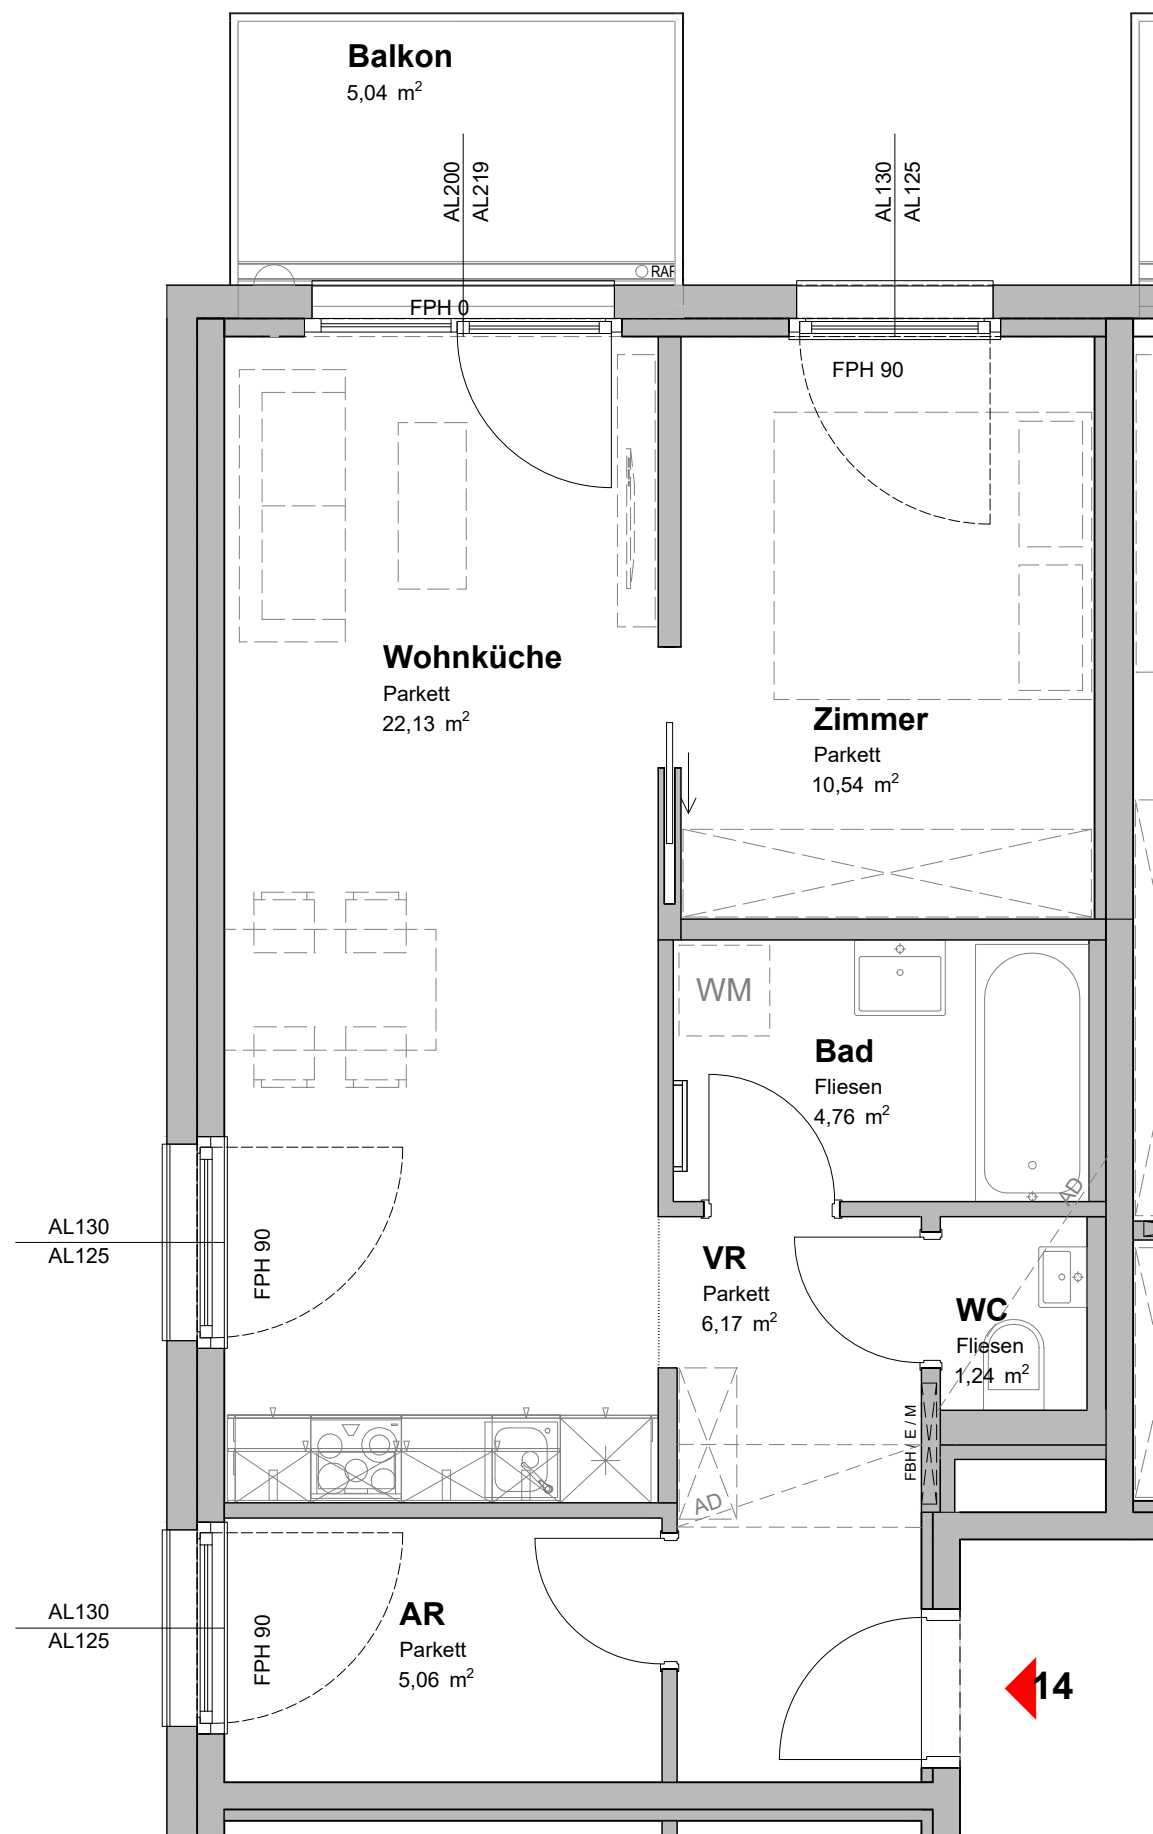 Balkon
5,04 m²
AL200
AL219
AL130
AL125
FPH 0
FPH 90
Wohnküche
Parkett
22,13 m²
Zimmer
Parkett
10,54 m²
WM
Bad
Fliesen
4,76 m²
AD
AL130
AL125
FPH 90
VR
Parkett
6,17 m²
WC
Fliesen
1,24 m²
FBH / E / M
AD
AL130
AL125
FPH 90
AR
Parkett
5,06 m²
14